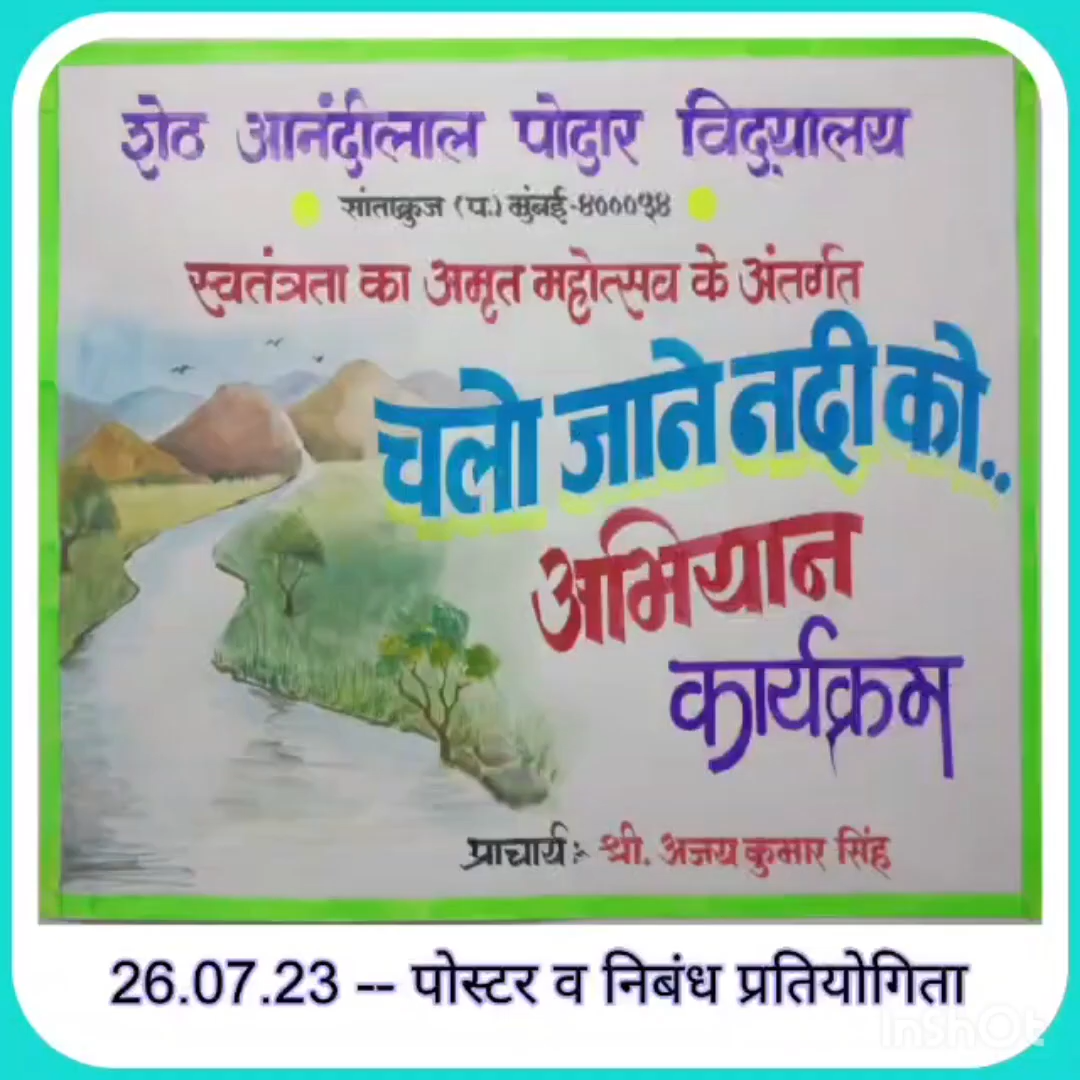 शेठ आनंदीलाल पोदार विद्यालय
सांताक्रुज (प.) मुंबई-४०००५४
स्वतंत्रता का अमृत महोत्सव के अंतर्गत
चलो जाने नदी को..
अभियान
कार्यक्रम
प्राचार्य :- श्री. अजय कुमार सिंह
26.07.23 -- पोस्टर व निबंध प्रतियोगिता
InShOt